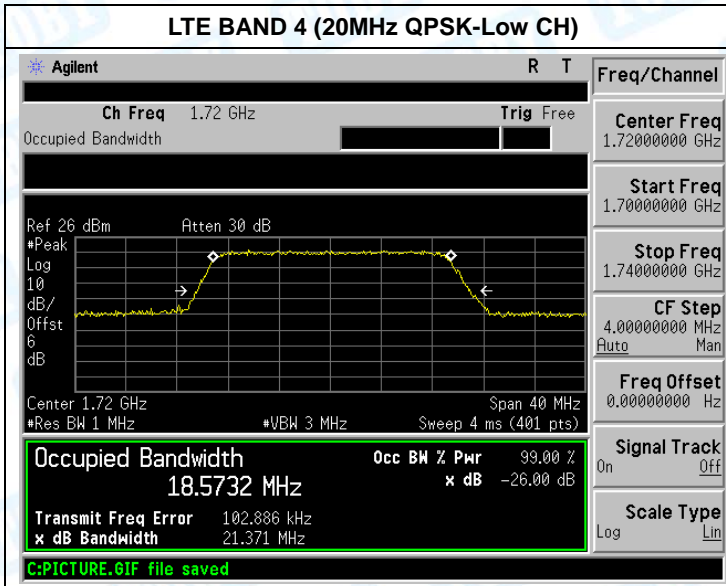 LTE BAND 4 (20MHz QPSK-Low CH)
Agilent R T
Freq/Channel
Ch Freq 1.72 GHz Trig Free
Occupied Bandwidth
Center Freq
1.72000000 GHz
Start Freq
1.70000000 GHz
Stop Freq
1.74000000 GHz
CF Step
4.00000000 MHz
Auto Man
Freq Offset
0.00000000 Hz
Signal Track
On Off
Scale Type
Log Lin
Ref 26 dBm Atten 30 dB
#Peak
Log
10
dB/
Offst
6
dB
Center 1.72 GHz Span 40 MHz
#Res BW 1 MHz #VBW 3 MHz Sweep 4 ms (401 pts)
Occupied Bandwidth
18.5732 MHz
Occ BW % Pwr 99.00 %
x dB -26.00 dB
Transmit Freq Error 102.886 kHz
x dB Bandwidth 21.371 MHz
C:PICTURE.GIF file saved